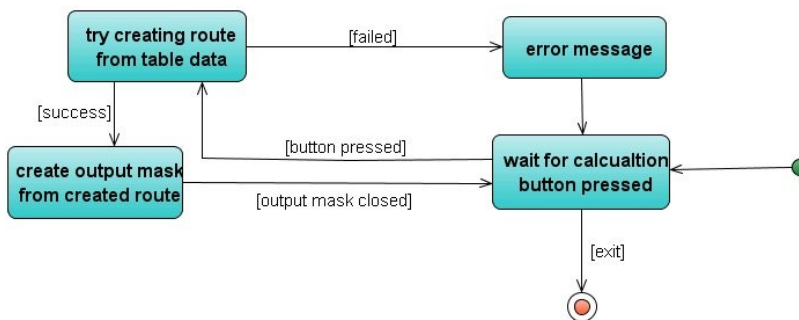 try creating route
from table data
[failed]
error message
[success]
[button pressed]
create output mask
from created route
wait for calcualtion
button pressed
[output mask closed]
[exit]